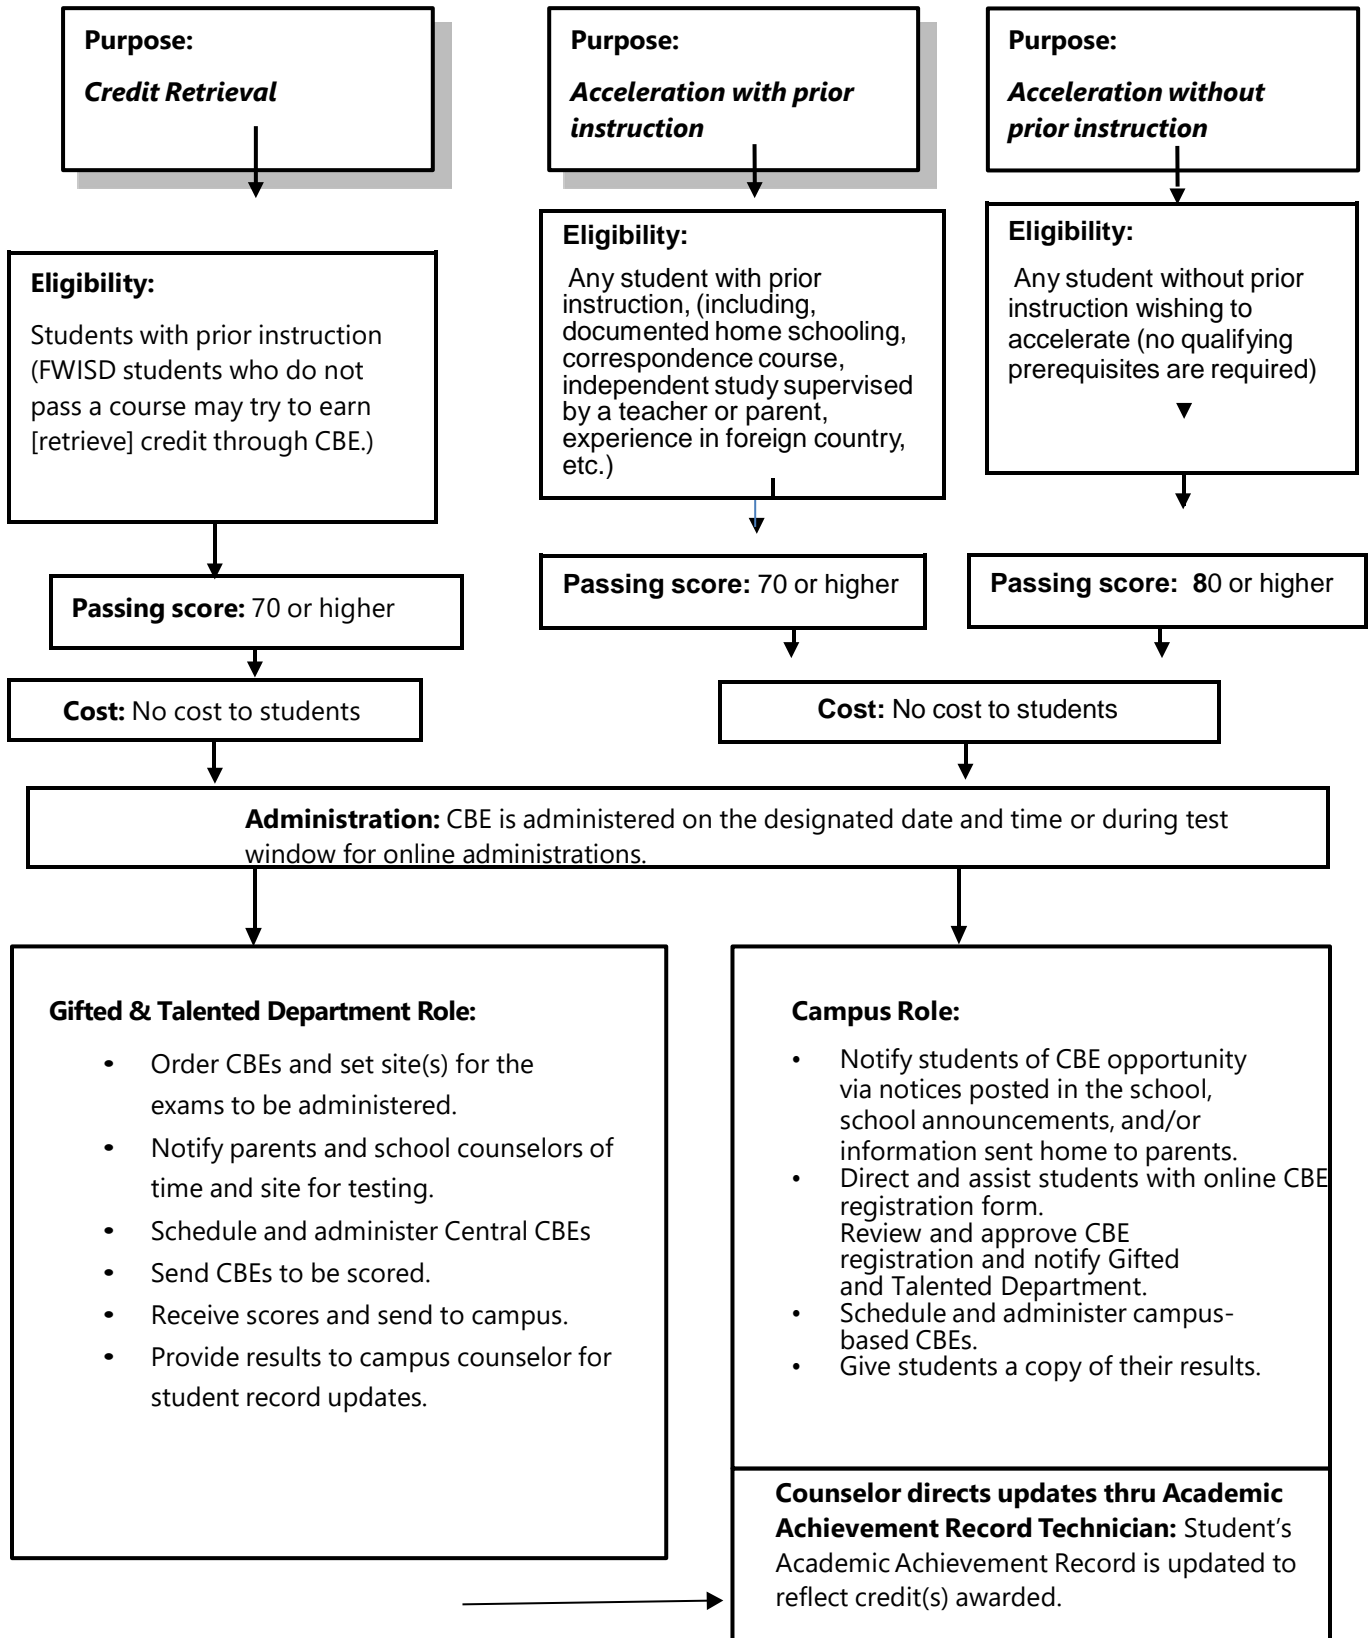 Purpose:
Credit Retrieval
Purpose:
Acceleration with prior
instruction
Purpose:
Acceleration without
prior instruction
Eligibility:
Students with prior instruction
(FWISD students who do not
pass a course may try to earn
[retrieve] credit through CBE.)
Eligibility:
Any student with prior
instruction, (including,
documented home schooling,
correspondence course,
independent study supervised
by a teacher or parent,
experience in foreign country,
etc.)
Eligibility:
Any student without prior
instruction wishing to
accelerate (no qualifying
prerequisites are required)
Passing score: 70 or higher
Passing score: 70 or higher
Passing score: 80 or higher
Cost: No cost to students
Cost: No cost to students
Administration: CBE is administered on the designated date and time or during test
window for online administrations.
Gifted & Talented Department Role:
• Order CBEs and set site(s) for the
exams to be administered.
• Notify parents and school counselors of
time and site for testing.
• Schedule and administer Central CBEs
• Send CBEs to be scored.
• Receive scores and send to campus.
• Provide results to campus counselor for
student record updates.
Campus Role:
• Notify students of CBE opportunity
via notices posted in the school,
school announcements, and/or
information sent home to parents.
• Direct and assist students with online CBE
registration form.
Review and approve CBE
registration and notify Gifted
and Talented Department.
• Schedule and administer campus-
based CBEs.
• Give students a copy of their results.
Counselor directs updates thru Academic
Achievement Record Technician: Student's
Academic Achievement Record is updated to
reflect credit(s) awarded.